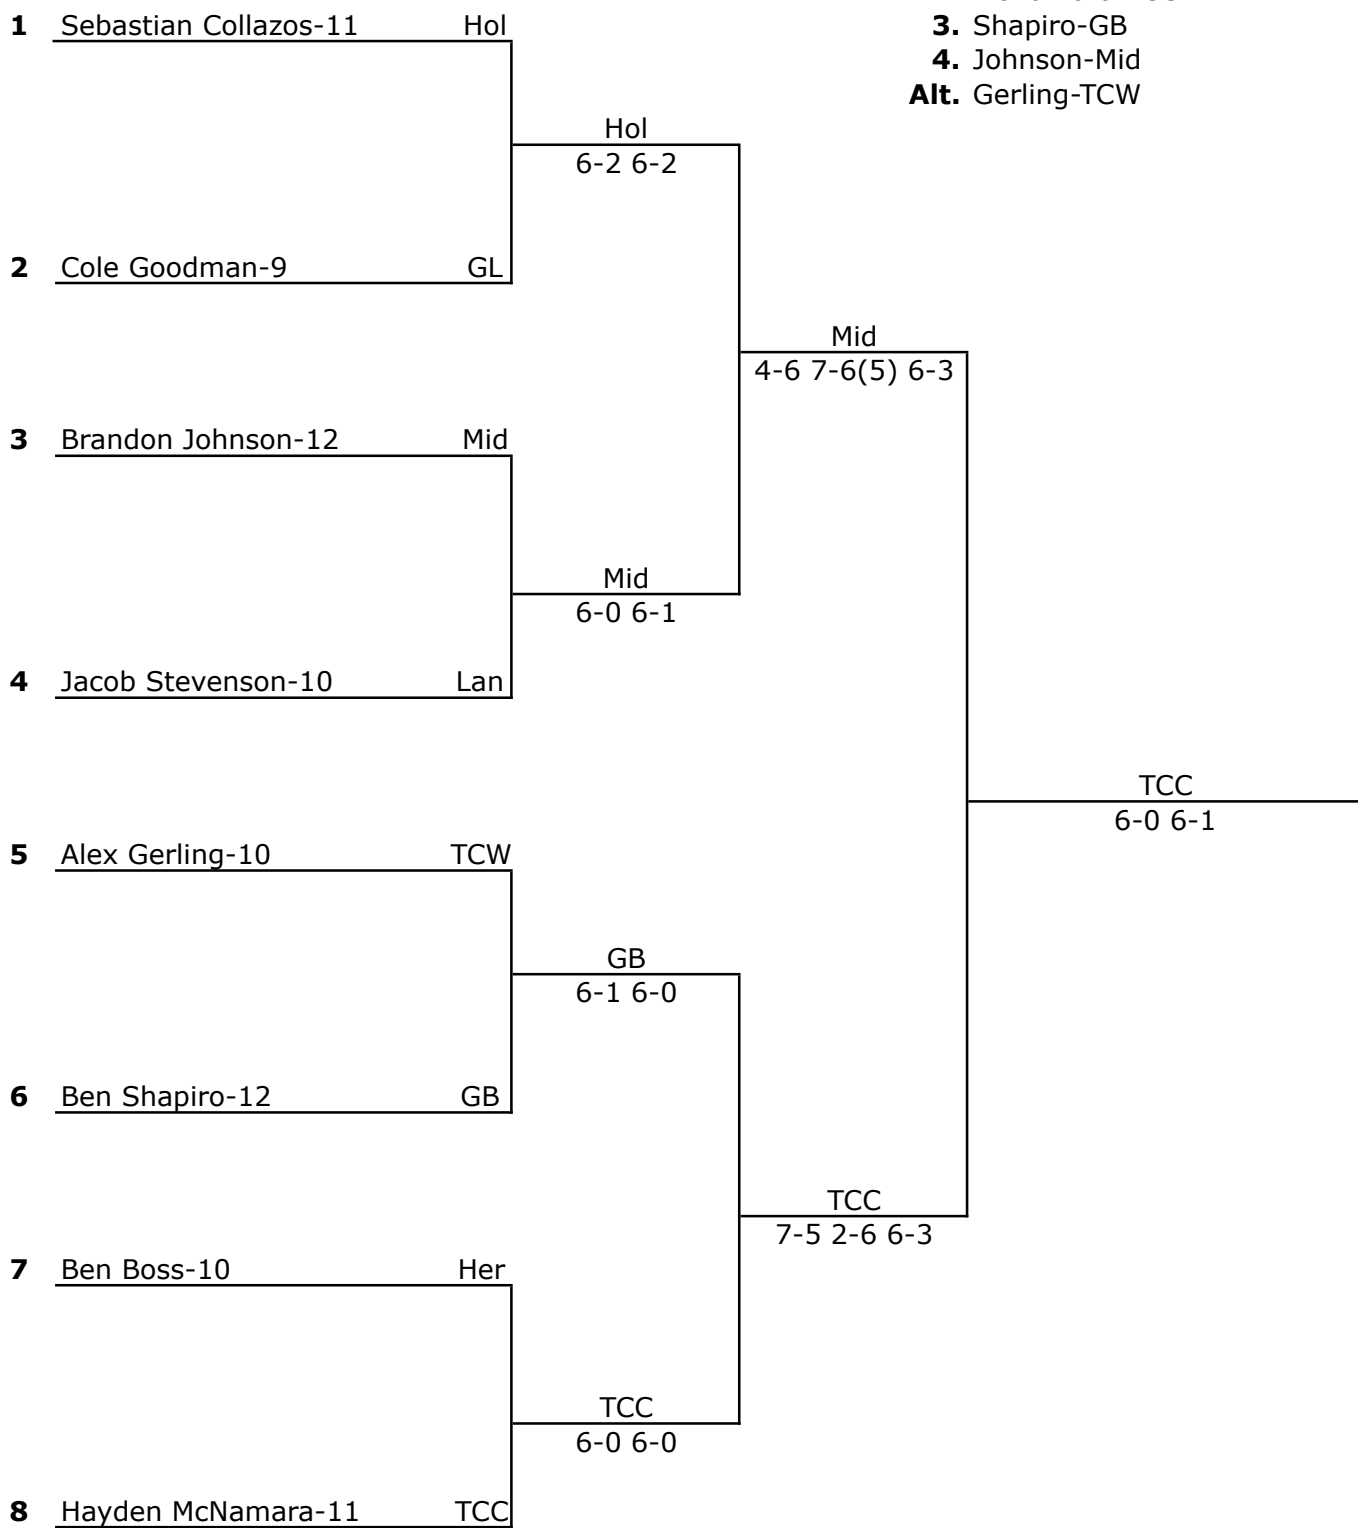 1 Sebastian Collazos-11 Hol
3. Shapiro-GB
4. Johnson-Mid
Alt. Gerling-TCW
Hol
6-2 6-2
2 Cole Goodman-9 GL
Mid
4-6 7-6(5) 6-3
3 Brandon Johnson-12 Mid
Mid
6-0 6-1
4 Jacob Stevenson-10 Lan
TCC
6-0 6-1
5 Alex Gerling-10 TCW
GB
6-1 6-0
6 Ben Shapiro-12 GB
TCC
7-5 2-6 6-3
7 Ben Boss-10 Her
TCC
6-0 6-0
8 Hayden McNamara-11 TCC